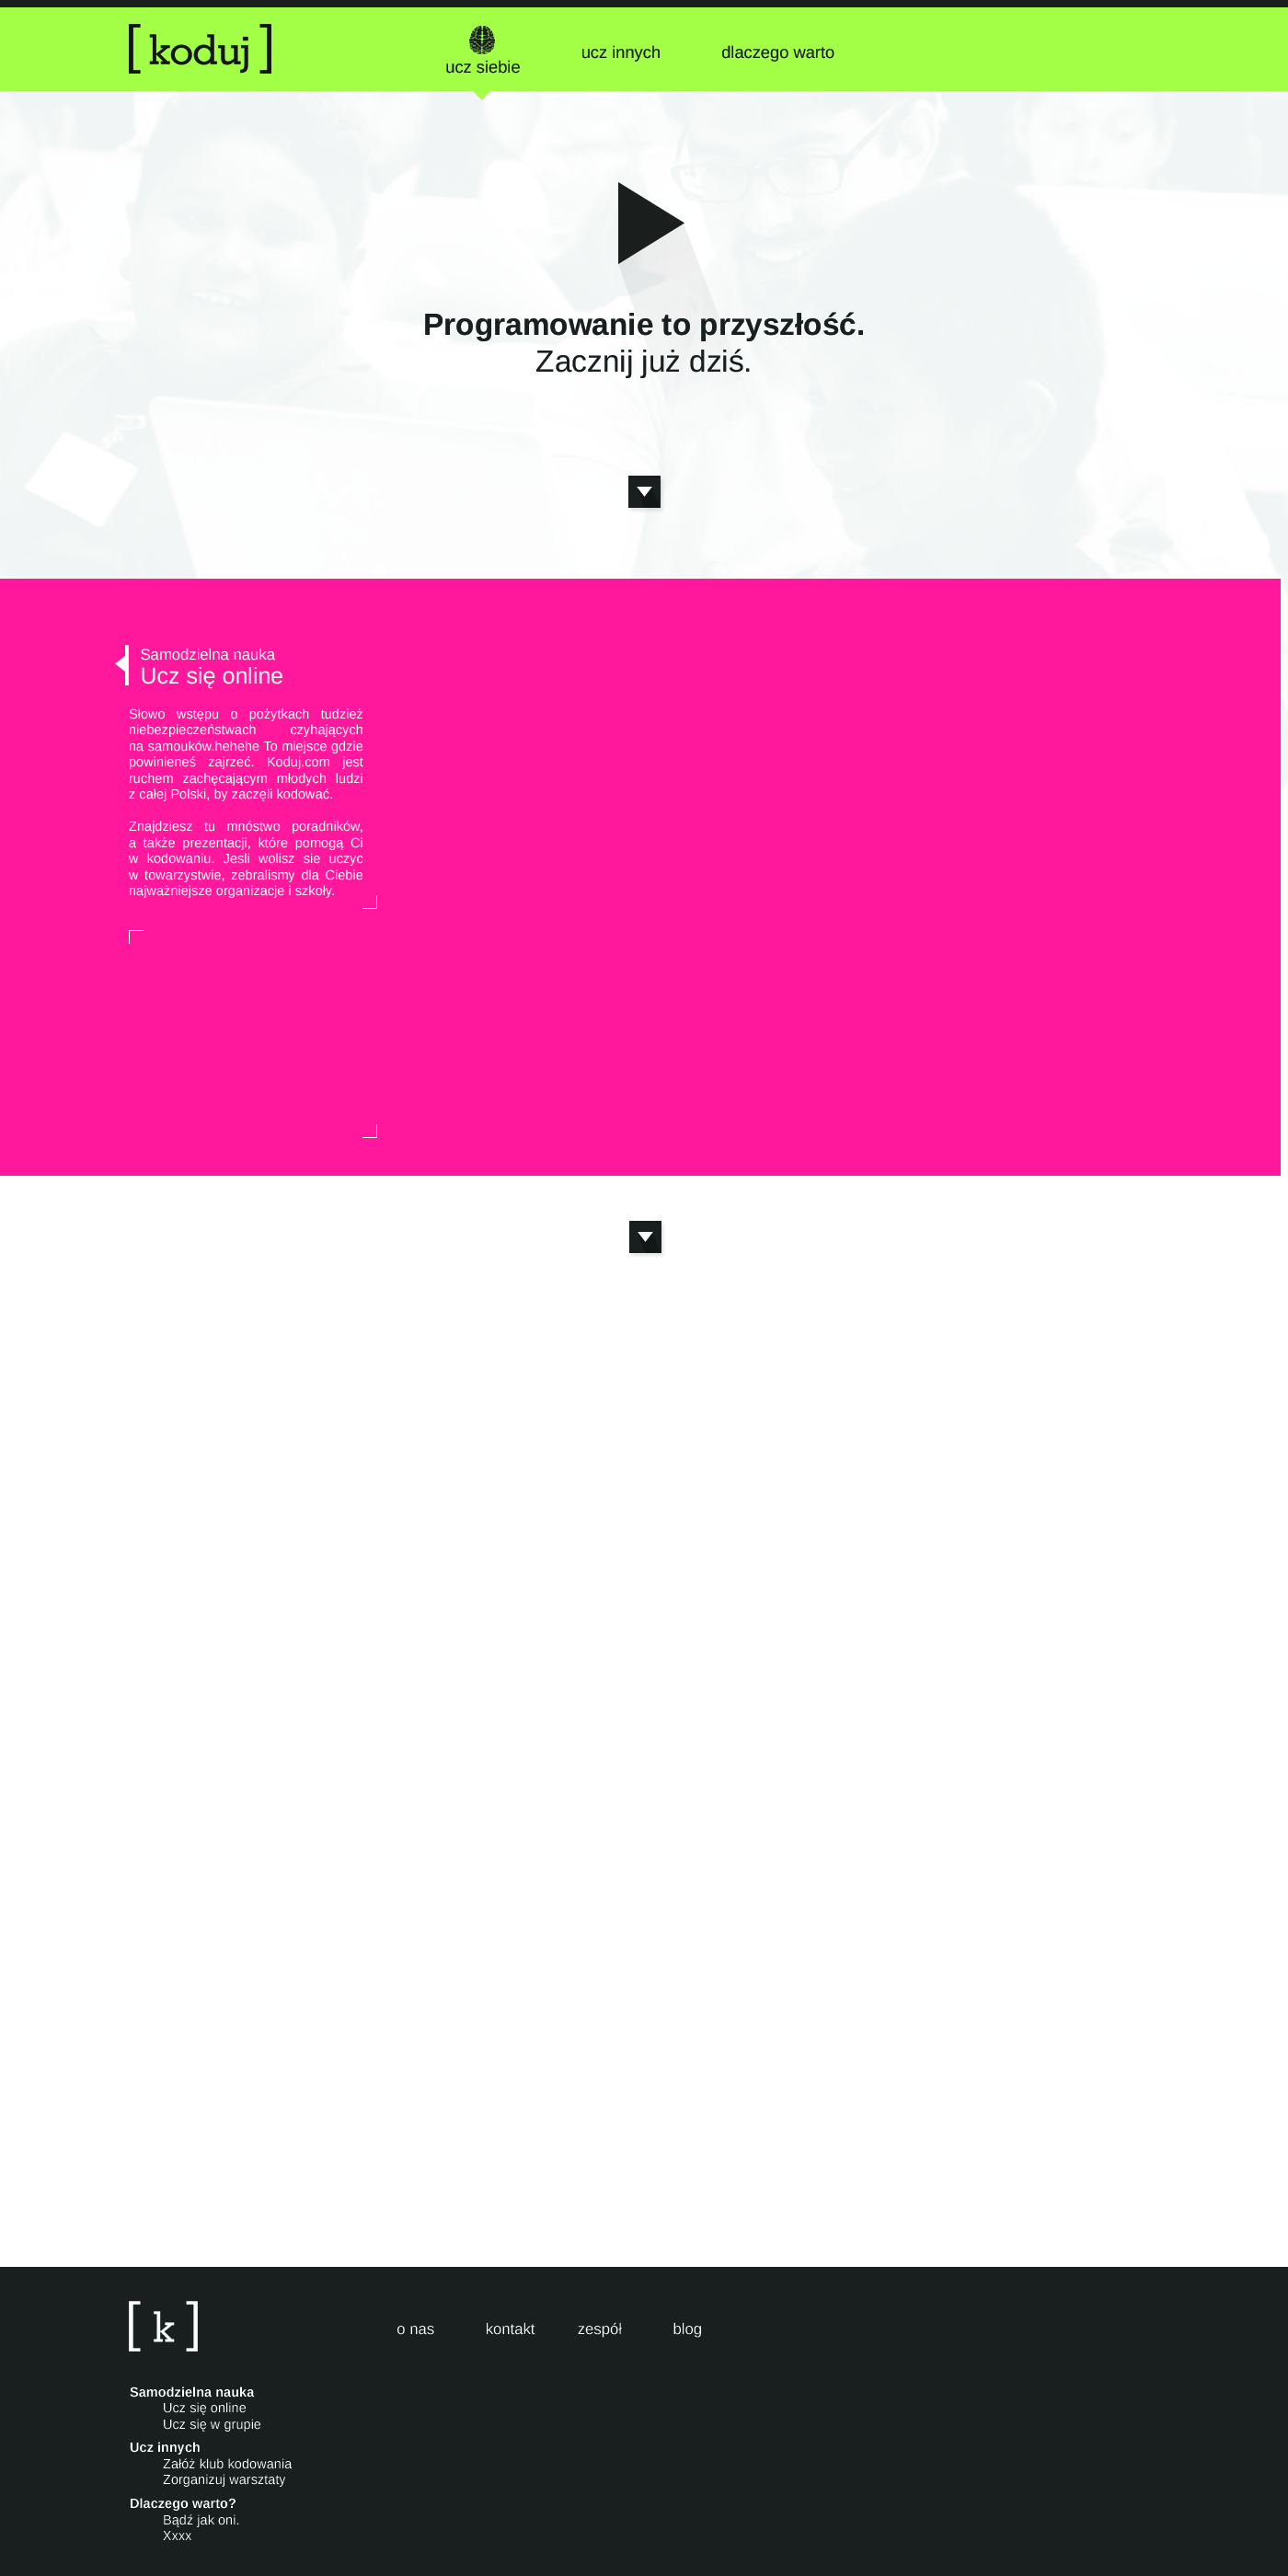 [ koduj ]
ucz siebie
ucz innych
dlaczego warto
Programowanie to przyszłość.
Zacznij już dziś.
Samodzielna nauka
Ucz się online
Słowo wstępu o pożytkach tudzież
niebezpieczeństwach czyhających
na samouków.hehehe To miejsce gdzie
powinieneś zajrzeć. Koduj.com jest
ruchem zachęcającym młodych ludzi
z całej Polski, by zaczęli kodować.
Znajdziesz tu mnóstwo poradników,
a także prezentacji, które pomogą Ci
w kodowaniu. Jesli wolisz sie uczyc
w towarzystwie, zebralismy dla Ciebie
najważniejsze organizacje i szkoły.
[ k ]
o nas
kontakt
zespół
blog
Samodzielna nauka
Ucz się online
Ucz się w grupie
Ucz innych
Załóż klub kodowania
Zorganizuj warsztaty
Dlaczego warto?
Bądź jak oni.
Xxxx